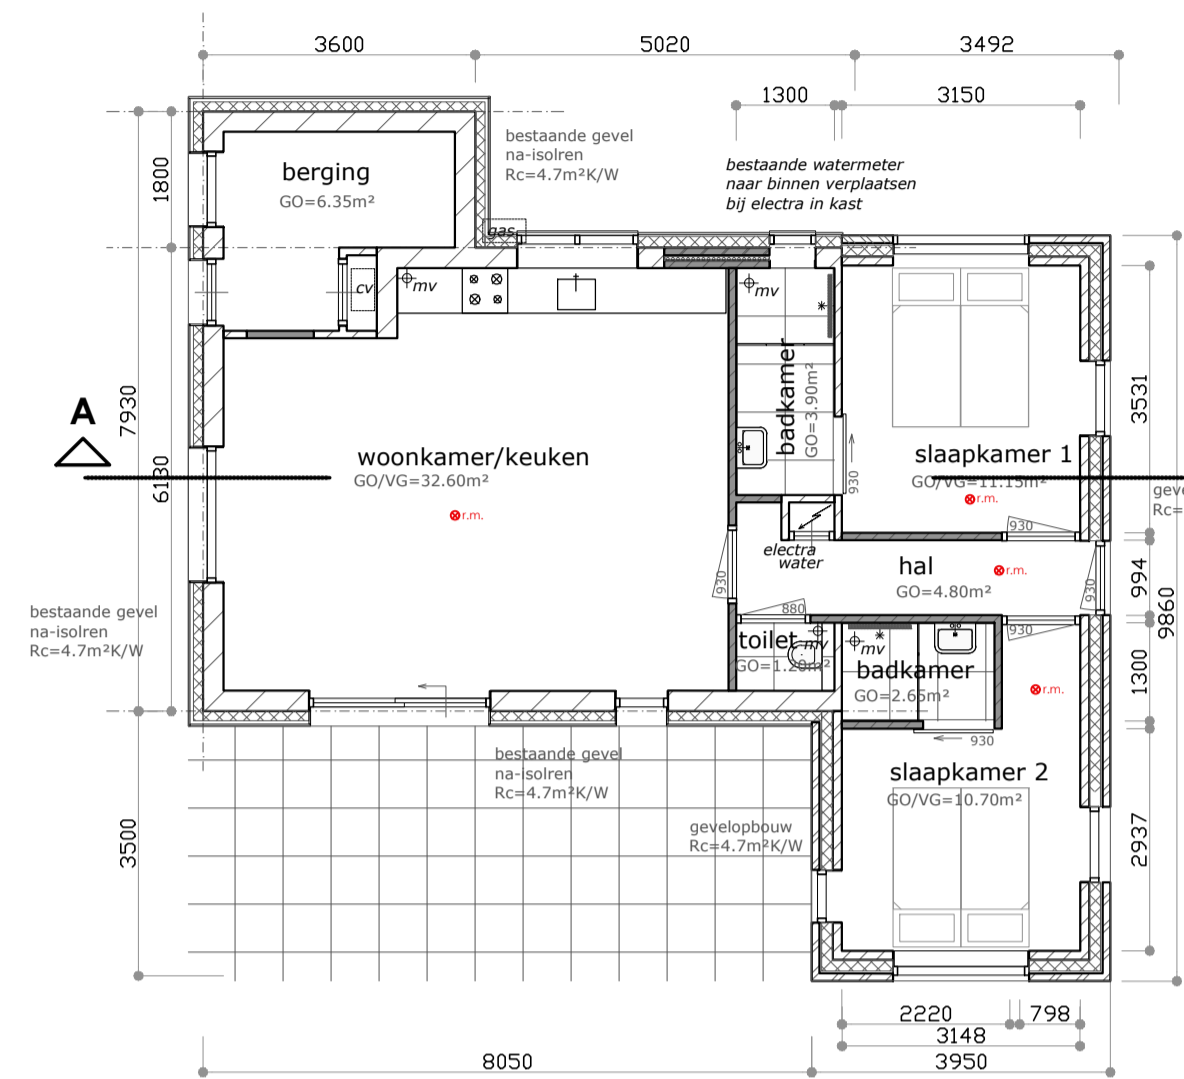 3600
5020
3492
1300
3150
bestaande gevel
na-isolren
Rc=4.7m²K/W
bestaande watermeter
naar binnen verplaatsen
bij electra in kast
berging
GO=6.35m²
1800
gas
cv
mv
mv
7930
6130
A
badkamer
GO=3.90m²
3531
woonkamer/keuken
GO/VG=32.60m²
r.m.
slaapkamer 1
GO/VG=11.15m²
r.m.
930
930
electra
water
hal
GO=4.80m²
r.m.
930
930
994
9860
880
930
bestaande gevel
na-isolren
Rc=4.7m²K/W
toilet
mv
GO=1.20m²
mv
badkamer
GO=2.65m²
r.m.
1300
930
bestaande gevel
na-isolren
Rc=4.7m²K/W
slaapkamer 2
GO/VG=10.70m²
gevelopbouw
Rc=4.7m²K/W
3500
2937
2220
798
3148
8050
3950